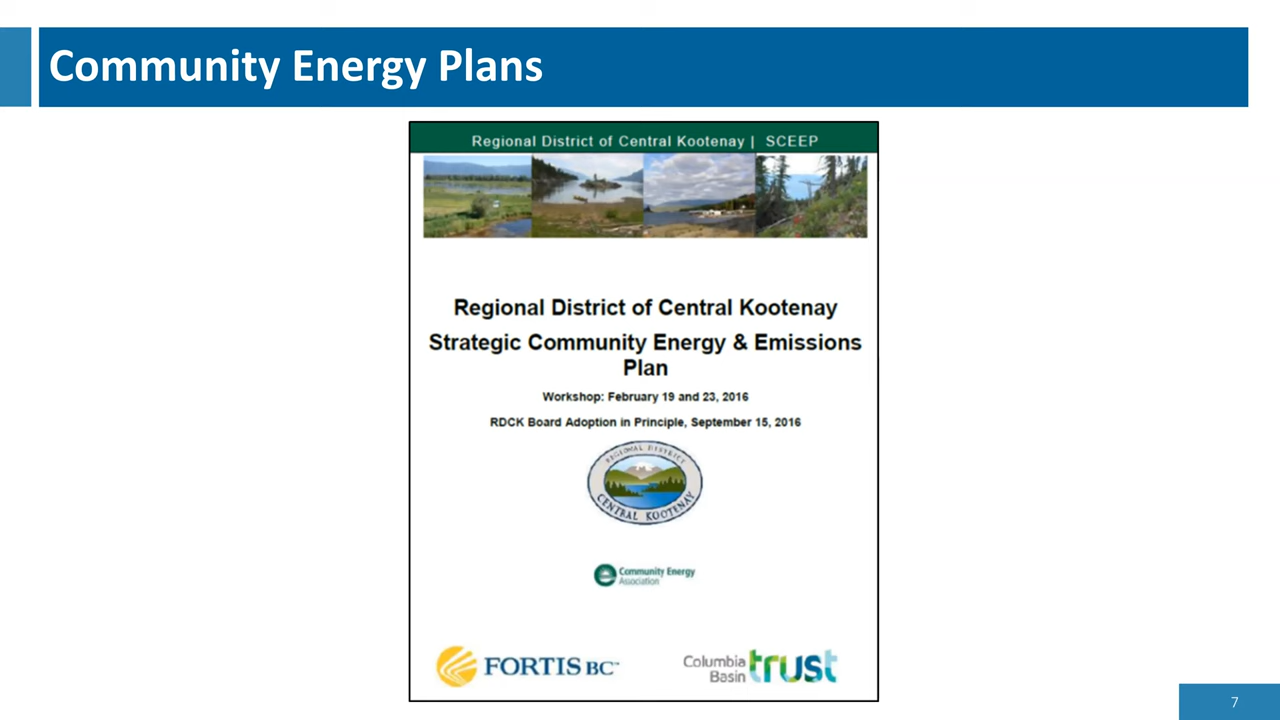 Community Energy Plans
Regional District of Central Kootenay | SCEEP
Regional District of Central Kootenay
Strategic Community Energy & Emissions
Plan
Workshop: February 19 and 23, 2016
RDCK Board Adoption in Principle, September 15, 2016
REGIONAL DISTRICT
CENTRAL KOOTENAY
Community Energy
Association
FORTIS BC™
Columbia
Basin
trust
7